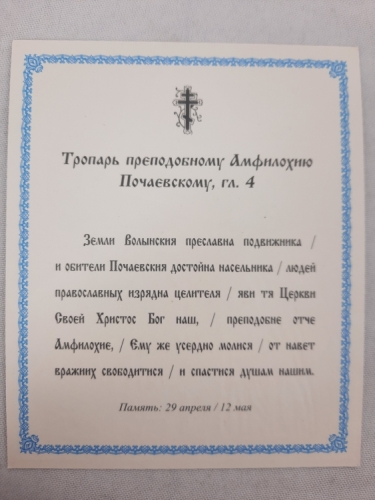 Тропарь преподобному Амфилохию
Почаевскому, гл. 4
Земли Волынския преславна подвижника /
и обители Почаевския достойна насельника / людей
православных изрядна целителя / яви тя Церкви
Своей Христос Бог наш, / преподобне отче
Амфилохие, / Ему же усердно молися / от навет
вражиих свободитися / и спастися душам нашим.
Память: 29 апреля / 12 мая